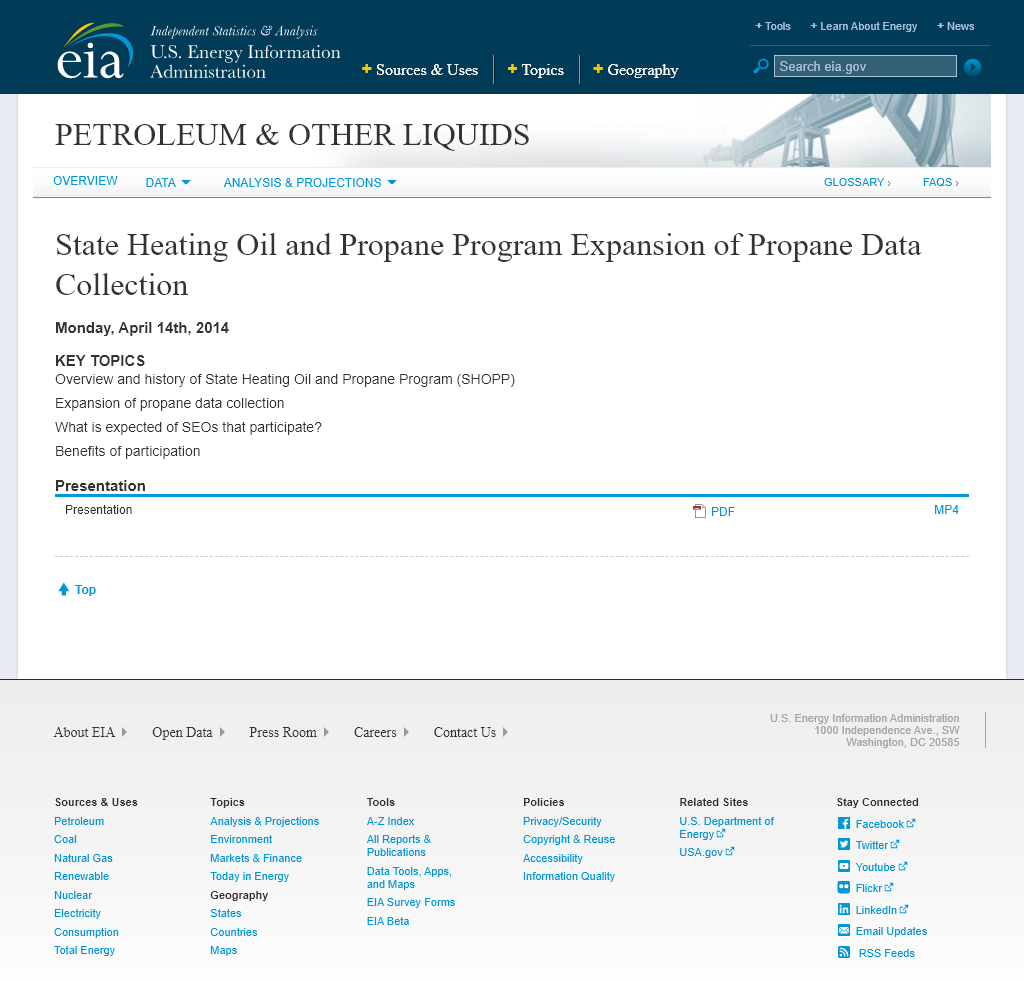 Independent Statistics & Analysis
U.S. Energy Information
Administration
eia
+ Tools
+ Learn About Energy
+ News
+ Sources & Uses
+ Topics
+ Geography
Search eia.gov
PETROLEUM & OTHER LIQUIDS
OVERVIEW
DATA
ANALYSIS & PROJECTIONS
GLOSSARY ›
FAQS ›
State Heating Oil and Propane Program Expansion of Propane Data
Collection
Monday, April 14th, 2014
KEY TOPICS
Overview and history of State Heating Oil and Propane Program (SHOPP)
Expansion of propane data collection
What is expected of SEOs that participate?
Benefits of participation
Presentation
Presentation
PDF
MP4
Top
About EIA
Open Data
Press Room
Careers
Contact Us
U.S. Energy Information Administration
1000 Independence Ave., SW
Washington, DC 20585
Sources & Uses
Petroleum
Coal
Natural Gas
Renewable
Nuclear
Electricity
Consumption
Total Energy
Topics
Analysis & Projections
Environment
Markets & Finance
Today in Energy
Geography
States
Countries
Maps
Tools
A-Z Index
All Reports &
Publications
Data Tools, Apps,
and Maps
EIA Survey Forms
EIA Beta
Policies
Privacy/Security
Copyright & Reuse
Accessibility
Information Quality
Related Sites
U.S. Department of
Energy
USA.gov
Stay Connected
Facebook
Twitter
Youtube
Flickr
LinkedIn
Email Updates
RSS Feeds